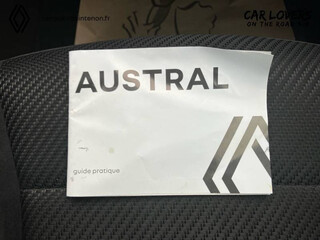 CAR LOVERS
ON THE ROAD
AUSTRAL
guide pratique